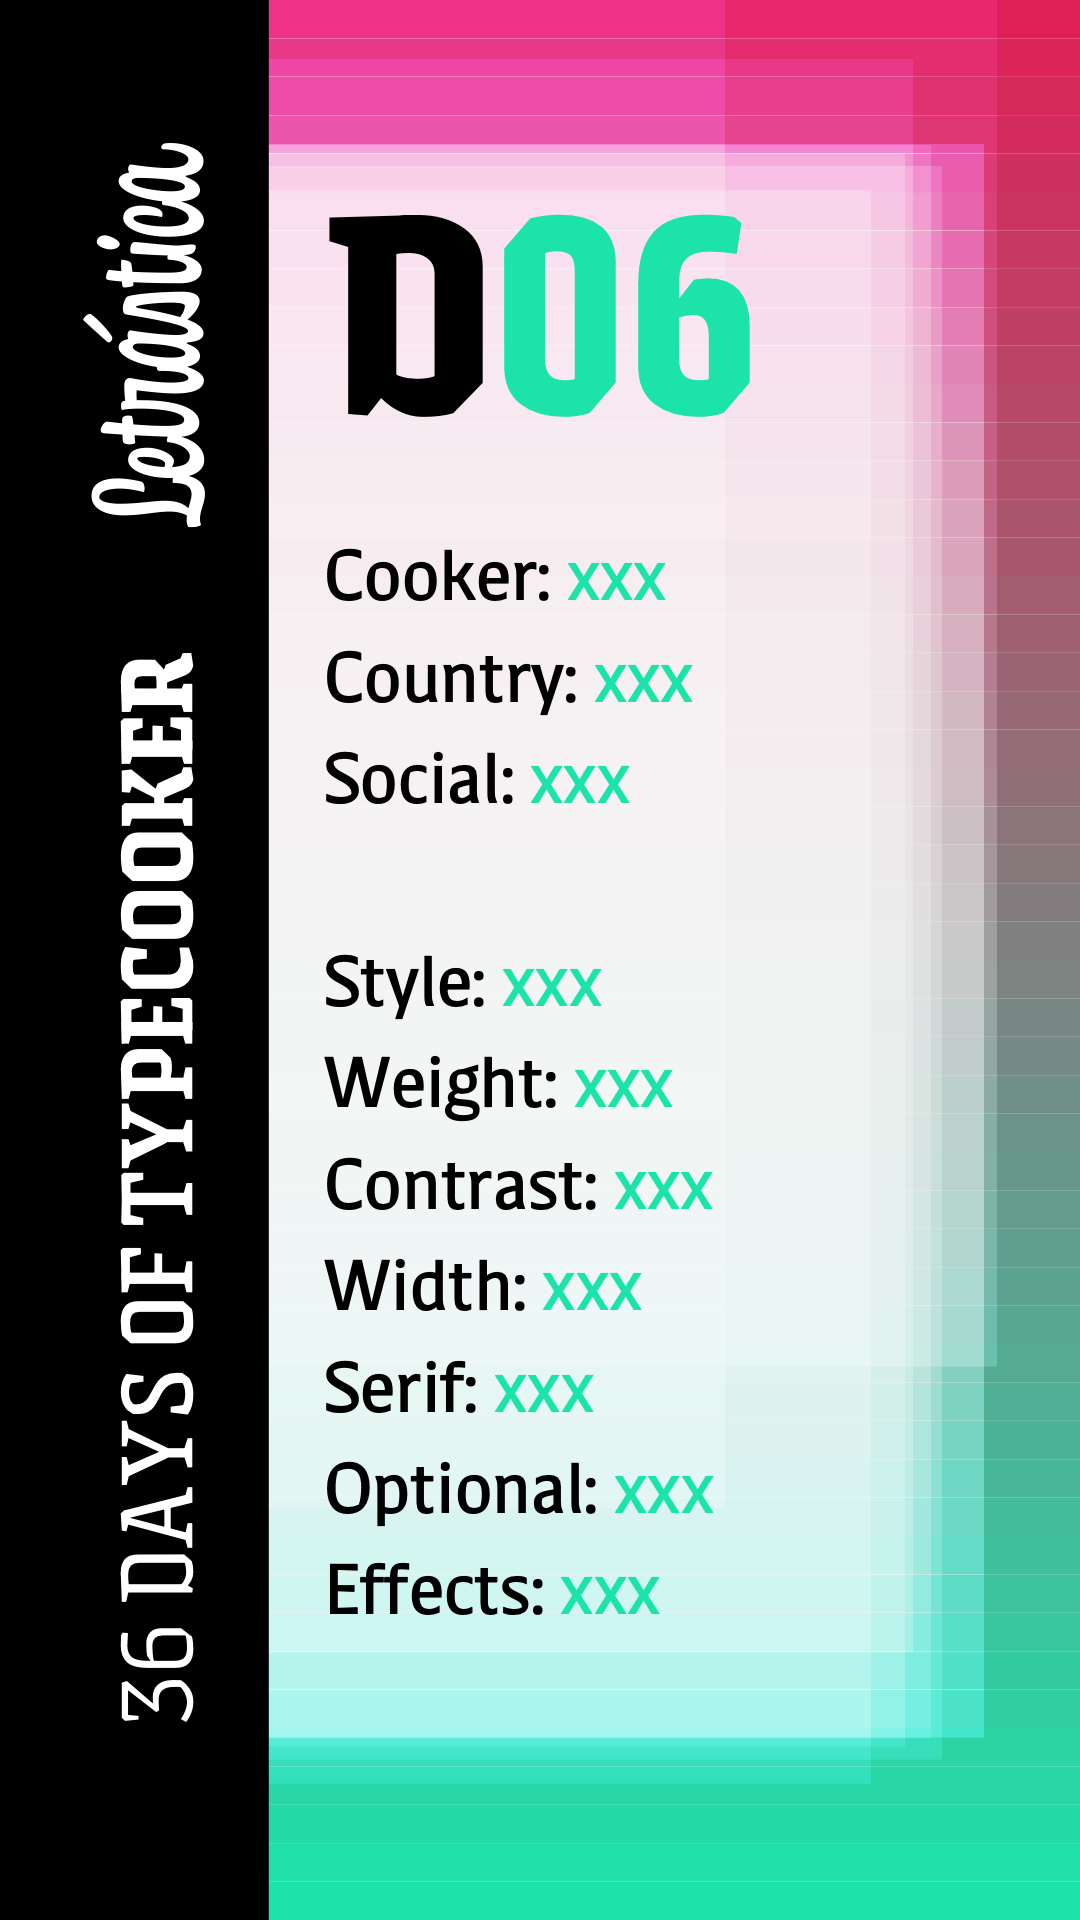 Letrástica
36 DAYS OF TYPECOOKER
D06
Cooker: xxx
Country: xxx
Social: xxx
Style: xxx
Weight: xxx
Contrast: xxx
Width: xxx
Serif: xxx
Optional: xxx
Effects: xxx